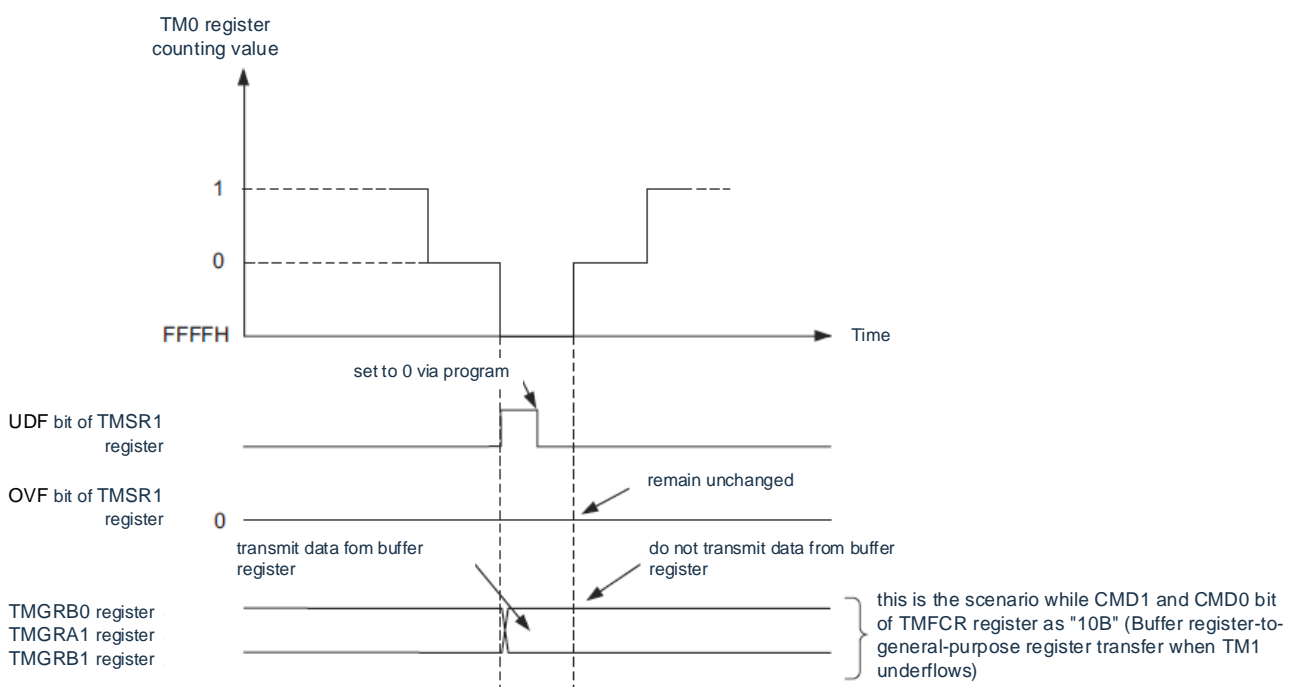 TM0 register
counting value
1
0
FFFFH
Time
set to 0 via program
UDF bit of TMSR1
register
remain unchanged
OVF bit of TMSR1
register
0
transmit data fom buffer
register
do not transmit data from buffer
register
TMGRB0 register
TMGRA1 register
TMGRB1 register
this is the scenario while CMD1 and CMD0 bit
of TMFCR register as "10B" (Buffer register-to-
general-purpose register transfer when TM1
underflows)